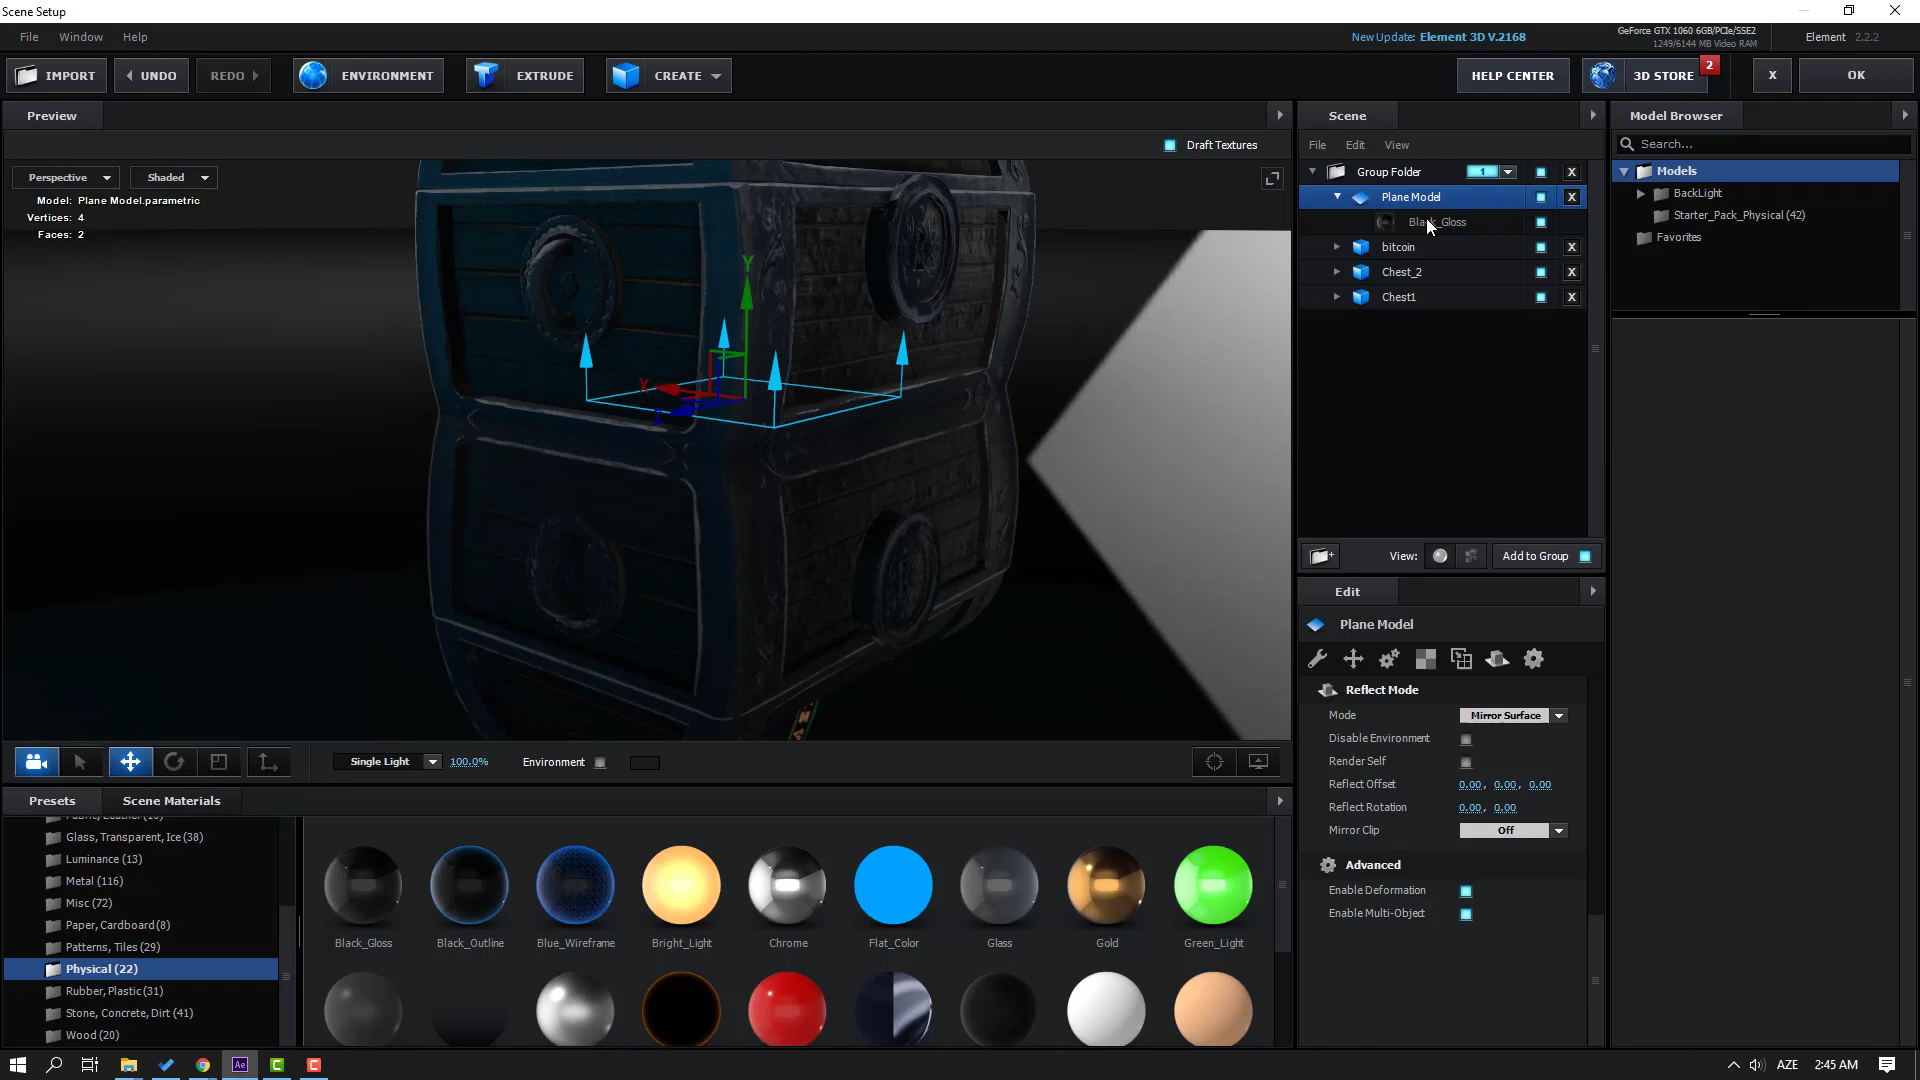 Scene Setup
File Window Help
New Update: Element 3D V.2168
GeForce GTX 1060 6GB/PCIe/SSE2
1249/6144 MB Video RAM
Element 2.2.2
IMPORT UNDO REDO ENVIRONMENT EXTRUDE CREATE HELP CENTER 3D STORE 2 X OK
Preview
Draft Textures
Perspective Shaded
Model: Plane Model.parametric
Vertices: 4
Faces: 2
Y
X
Z
Single Light 100.0% Environment
Scene
File Edit View
Group Folder 1 X
Plane Model X
Black_Gloss
bitcoin X
Chest_2 X
Chest1 X
View: Add to Group
Edit
Plane Model
Reflect Mode
Mode Mirror Surface
Disable Environment
Render Self
Reflect Offset 0.00, 0.00, 0.00
Reflect Rotation 0.00, 0.00
Mirror Clip Off
Advanced
Enable Deformation
Enable Multi-Object
Model Browser
Search...
Models
BackLight
Starter_Pack_Physical (42)
Favorites
Presets Scene Materials
Glass, Transparent, Ice (38)
Luminance (13)
Metal (116)
Misc (72)
Paper, Cardboard (8)
Patterns, Tiles (29)
Physical (22)
Rubber, Plastic (31)
Stone, Concrete, Dirt (41)
Wood (20)
Black_Gloss Black_Outline Blue_Wireframe Bright_Light Chrome Flat_Color Glass Gold Green_Light
Ae C C
AZE 2:45 AM